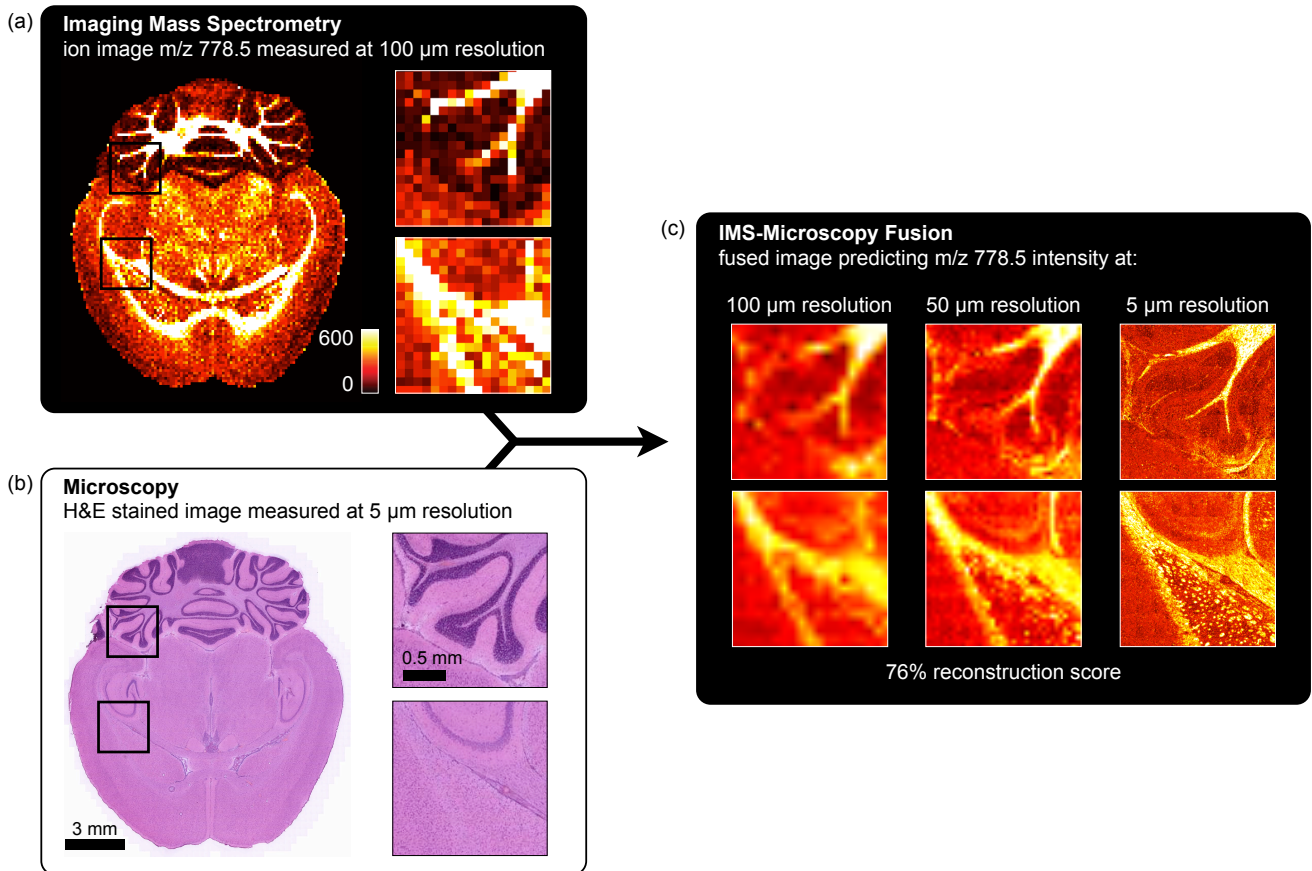 (a)
Imaging Mass Spectrometry
ion image m/z 778.5 measured at 100 µm resolution
600
0
(b)
Microscopy
H&E stained image measured at 5 µm resolution
0.5 mm
3 mm
(c)
IMS-Microscopy Fusion
fused image predicting m/z 778.5 intensity at:
100 µm resolution
50 µm resolution
5 µm resolution
76% reconstruction score